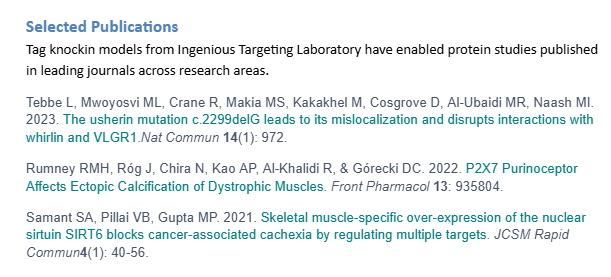 Selected Publications
Tag knockin models from Ingenious Targeting Laboratory have enabled protein studies published
in leading journals across research areas.
Tebbe L, Mwoyosvi ML, Crane R, Makia MS, Kakakhel M, Cosgrove D, Al-Ubaidi MR, Naash MI.
2023. The usherin mutation c.2299delG leads to its mislocalization and disrupts interactions with
whirlin and VLGR1.Nat Commun 14(1): 972.
Rumney RMH, Róg J, Chira N, Kao AP, Al-Khalidi R, & Górecki DC. 2022. P2X7 Purinoceptor
Affects Ectopic Calcification of Dystrophic Muscles. Front Pharmacol 13: 935804.
Samant SA, Pillai VB, Gupta MP. 2021. Skeletal muscle-specific over-expression of the nuclear
sirtuin SIRT6 blocks cancer-associated cachexia by regulating multiple targets. JCSM Rapid
Commun4(1): 40-56.